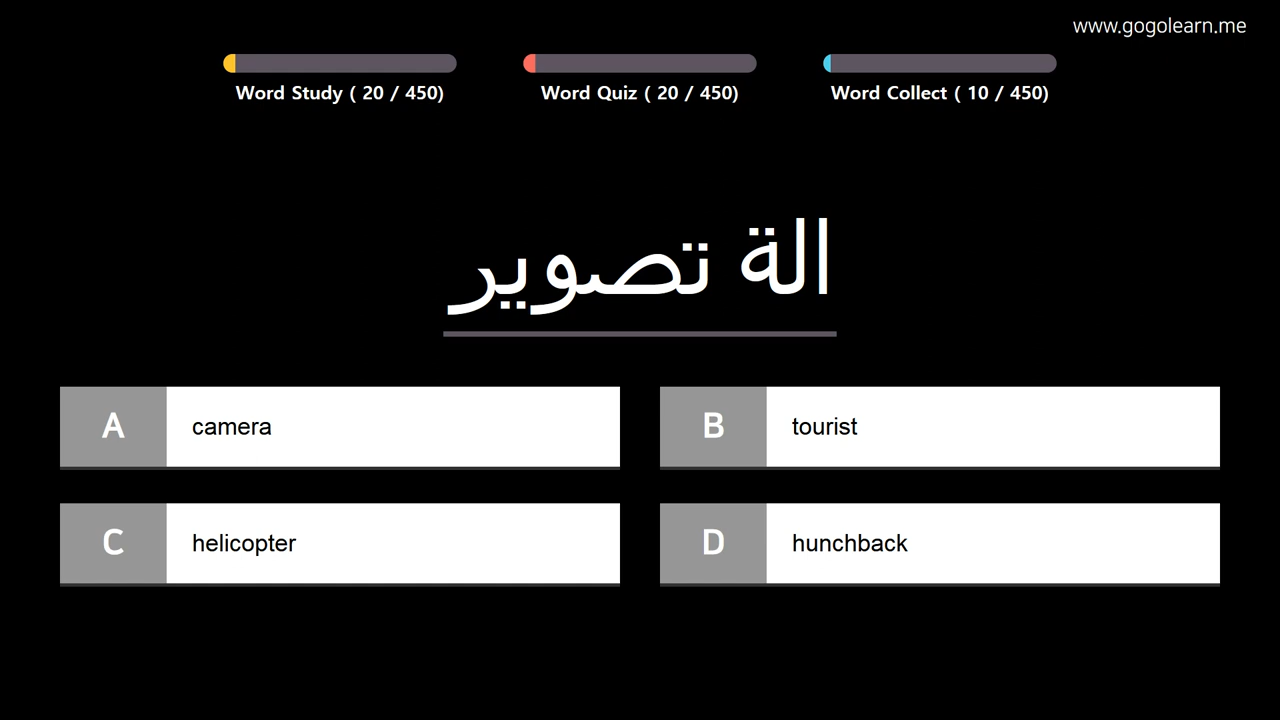 www.gogolearn.me
Word Study ( 20 / 450)
Word Quiz ( 20 / 450)
Word Collect ( 10 / 450)
الة تصوير
A camera
B tourist
C helicopter
D hunchback